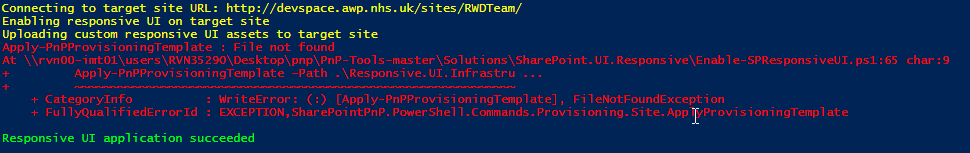 Connecting to target site URL: http://devspace.awp.nhs.uk/sites/RWDTeam/
Enabling responsive UI on target site
Uploading custom responsive UI assets to target site
Apply-PnPProvisioningTemplate : File not found
At \\rvn00-imt01\users\RVN35290\Desktop\pnp\PnP-Tools-master\Solutions\SharePoint.UI.Responsive\Enable-SPResponsiveUI.ps1:65 char:9
+         Apply-PnPProvisioningTemplate -Path .\Responsive.UI.Infrastru ...
+         ~~~~~~~~~~~~~~~~~~~~~~~~~~~~~~~~~~~~~~~~~~~~~~~~~~~~~~~~~~~~~
    + CategoryInfo          : WriteError: (:) [Apply-PnPProvisioningTemplate], FileNotFoundException
    + FullyQualifiedErrorId : EXCEPTION,SharePointPnP.PowerShell.Commands.Provisioning.Site.ApplyProvisioningTemplate
Responsive UI application succeeded